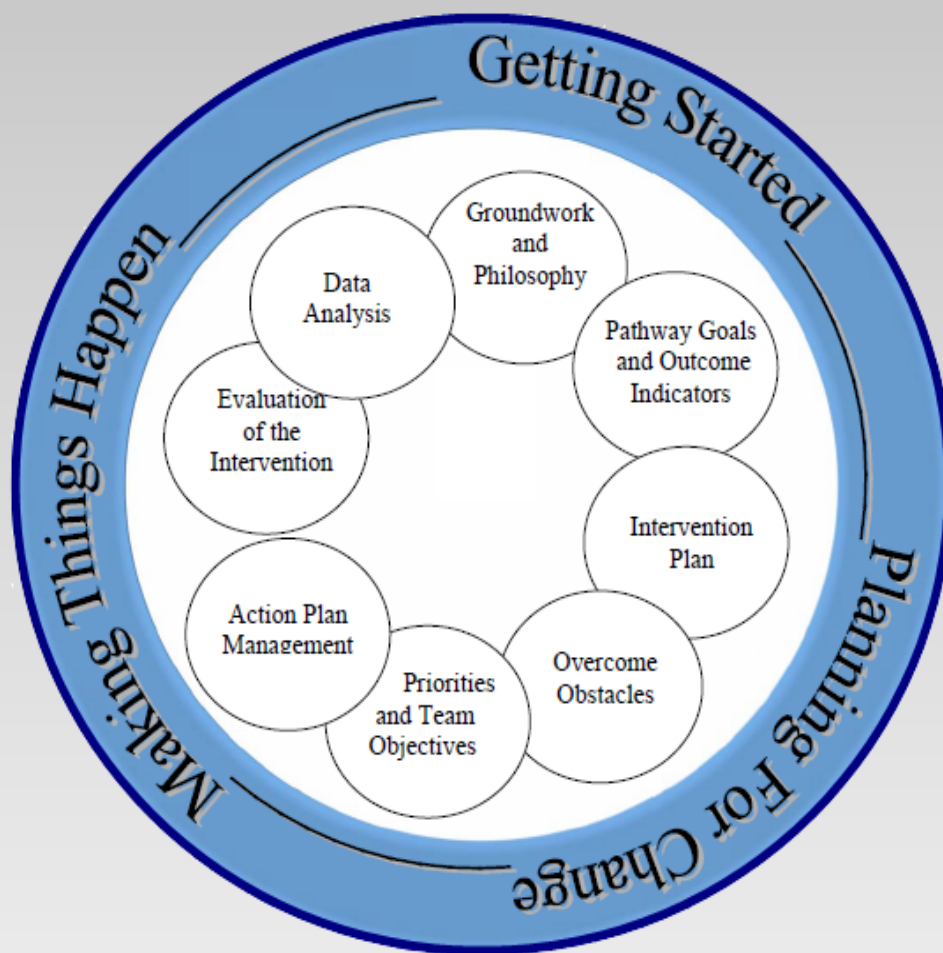 Getting Started
Planning For Change
Making Things Happen
Groundwork
and
Philosophy
Pathway Goals
and Outcome
Indicators
Intervention
Plan
Overcome
Obstacles
Priorities
and Team
Objectives
Action Plan
Management
Evaluation
of the
Intervention
Data
Analysis